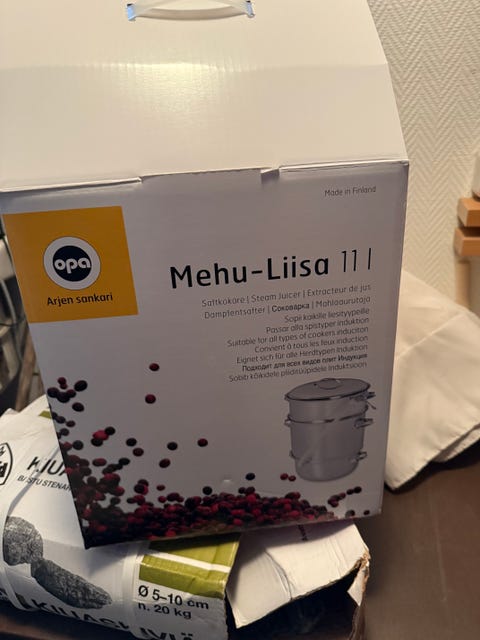 Made in Finland
opa
Arjen sankari
Mehu-Liisa 11 l
Saftkokare | Steam Juicer | Extracteur de jus
Dampfentsafter | Соковарка | Mahlaaurutaja
Sopii kaikille liesityypeille
Passar alla spistyper induktion
Suitable for all types of cookers induction
Convient à tous les feux induction
Eignet sich für alle Herdtypen Induktion
Подходит для всех видов плит Индукция
Sobib kõikidele pliiditüüpidele induktsioon
Ø 5-10 cm
n. 20 kg